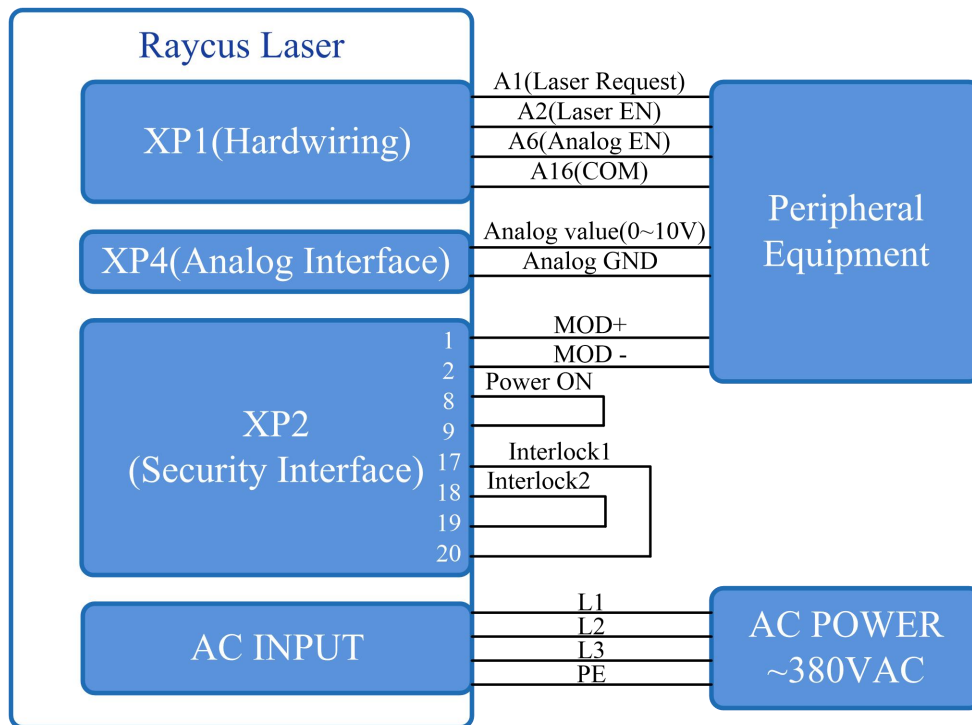 Raycus Laser
XP1(Hardwiring)
A1(Laser Request)
A2(Laser EN)
A6(Analog EN)
A16(COM)
Peripheral
Equipment
XP4(Analog Interface)
Analog value(0~10V)
Analog GND
XP2
(Security Interface)
1
2
8
9
17
18
19
20
MOD+
MOD -
Power ON
Interlock1
Interlock2
AC INPUT
L1
L2
L3
PE
AC POWER
~380VAC